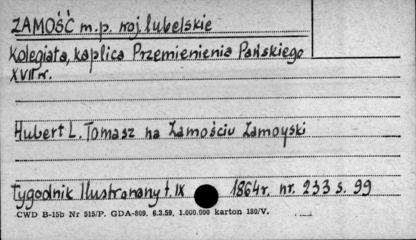 ZAMOŚĆ m.p. woj. lubelskie
Kolegiata, kaplica Przemienienia Pańskiego
XVII w.
Hubert L. Tomasz na Zamościu Zamoyski
Tygodnik Ilustrowany t. IX 1864 r. nr. 233 s. 99
CWD B-15b Nr 515/P. GDA-809. 6.3.59. 1.000.000 karton 180/V.